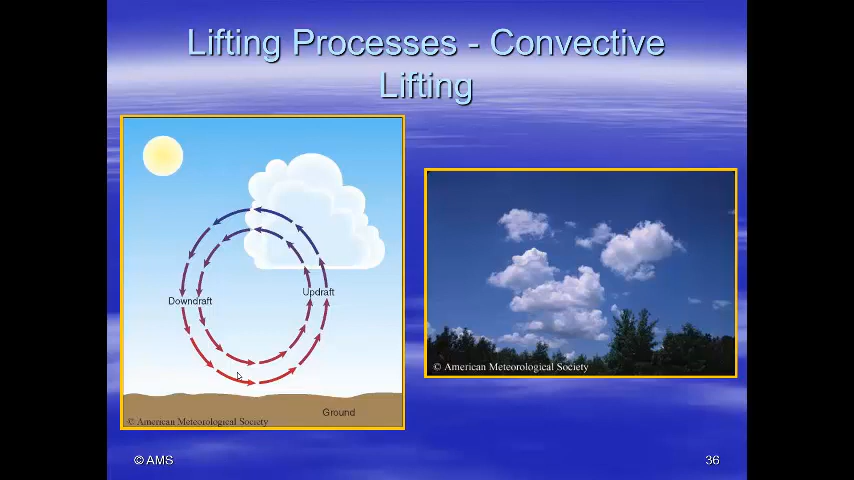 Lifting Processes - Convective
Lifting
Downdraft
Updraft
Ground
© American Meteorological Society
© American Meteorological Society
© AMS
36